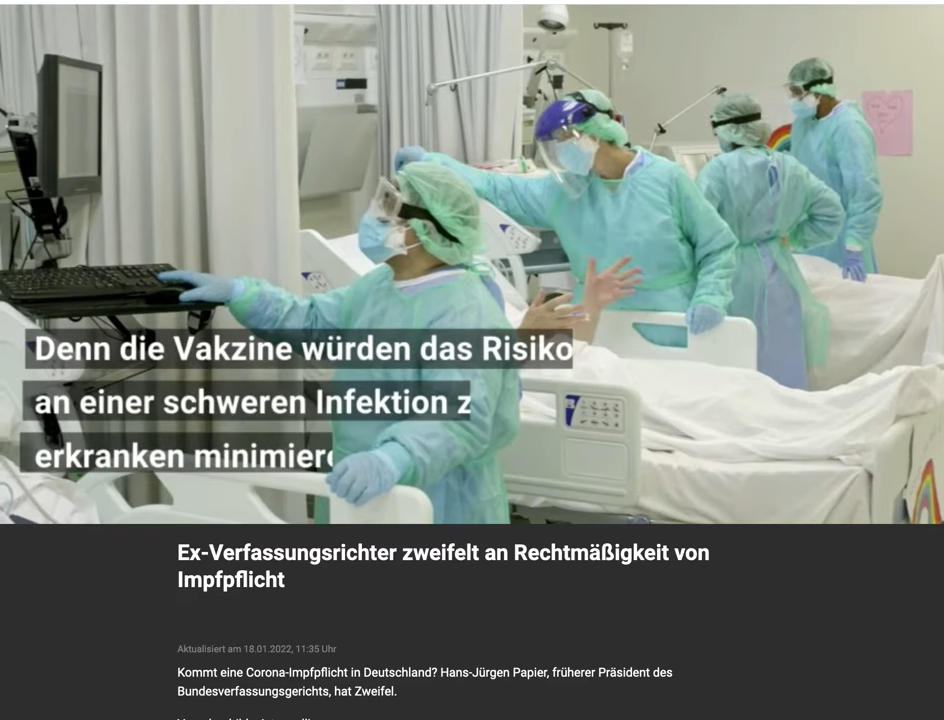 Denn die Vakzine würden das Risiko
an einer schweren Infektion z
erkranken minimiere
Ex-Verfassungsrichter zweifelt an Rechtmäßigkeit von
Impfpflicht
Aktualisiert am 18.01.2022, 11:35 Uhr
Kommt eine Corona-Impfpflicht in Deutschland? Hans-Jürgen Papier, früherer Präsident des
Bundesverfassungsgerichts, hat Zweifel.